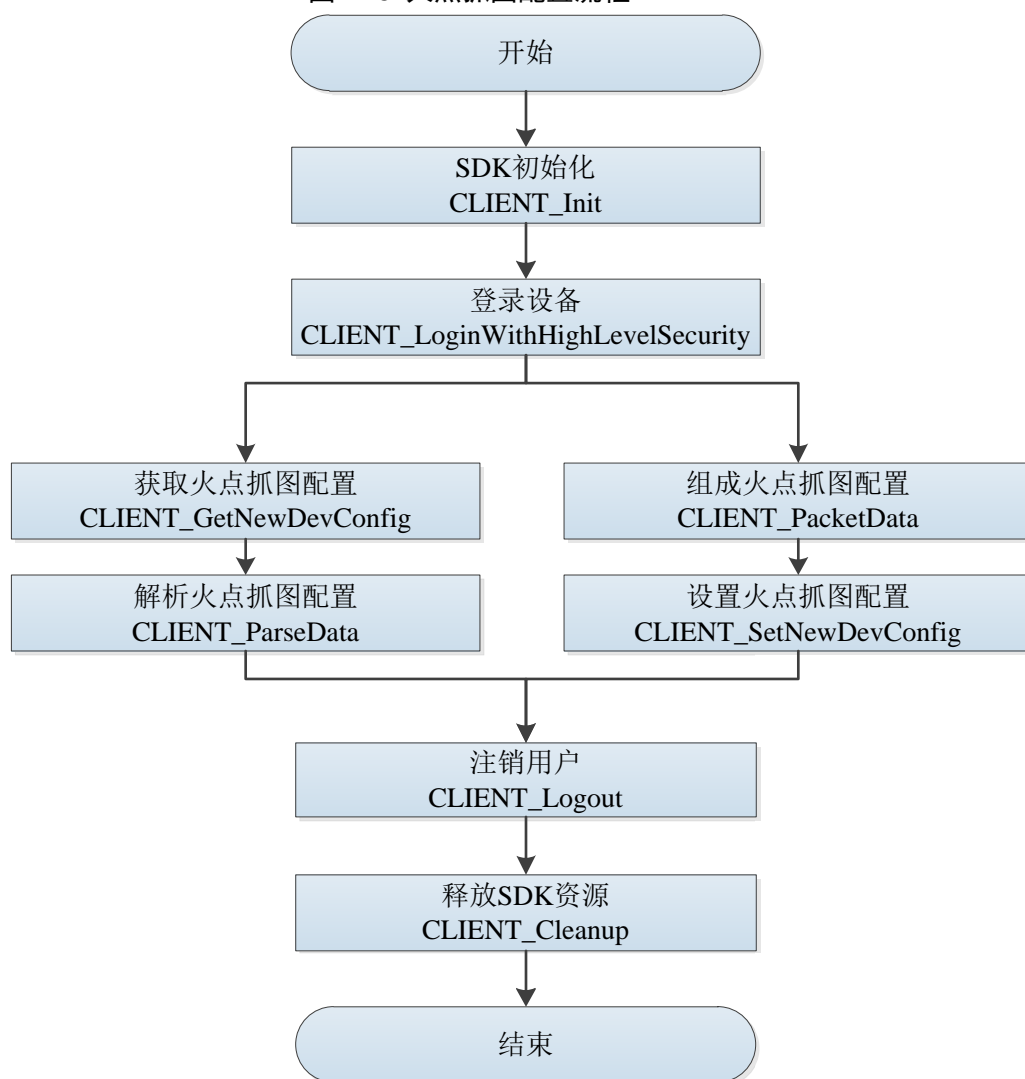 开始
SDK初始化
CLIENT_Init
登录设备
CLIENT_LoginWithHighLevelSecurity
获取火点抓图配置
CLIENT_GetNewDevConfig
组成火点抓图配置
CLIENT_PacketData
解析火点抓图配置
CLIENT_ParseData
设置火点抓图配置
CLIENT_SetNewDevConfig
注销用户
CLIENT_Logout
释放SDK资源
CLIENT_Cleanup
结束